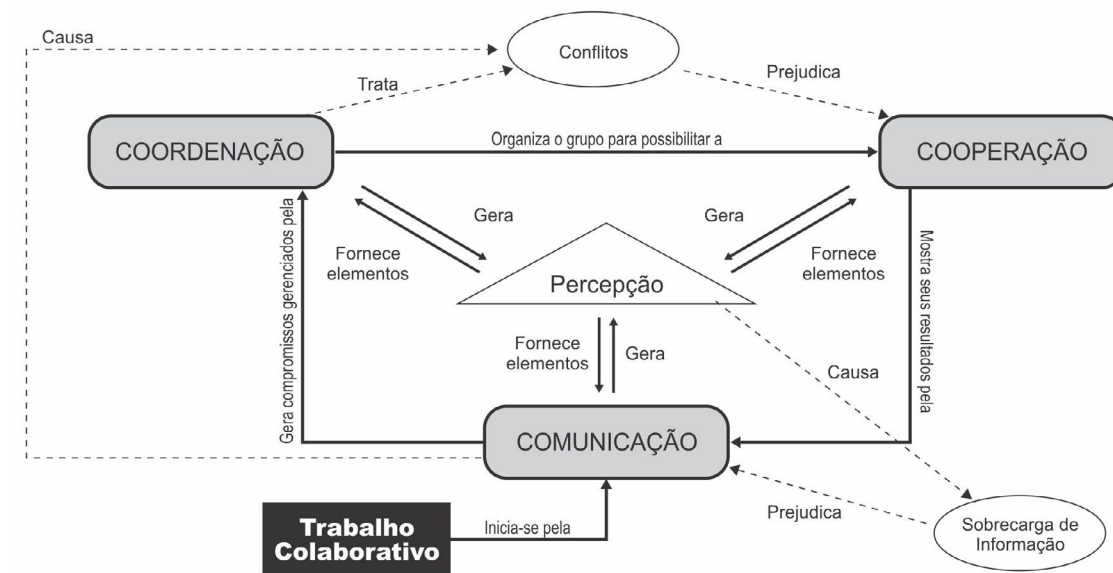 Causa
Conflitos
Trata
Prejudica
COORDENAÇÃO
Organiza o grupo para possibilitar a
COOPERAÇÃO
Gera
Gera
Fornece
elementos
Fornece
elementos
Percepção
Gera compromissos gerenciados pela
Mostra seus resultados pela
Fornece
elementos
Gera
Causa
COMUNICAÇÃO
Trabalho
Colaborativo
Inicia-se pela
Prejudica
Sobrecarga de
Informação